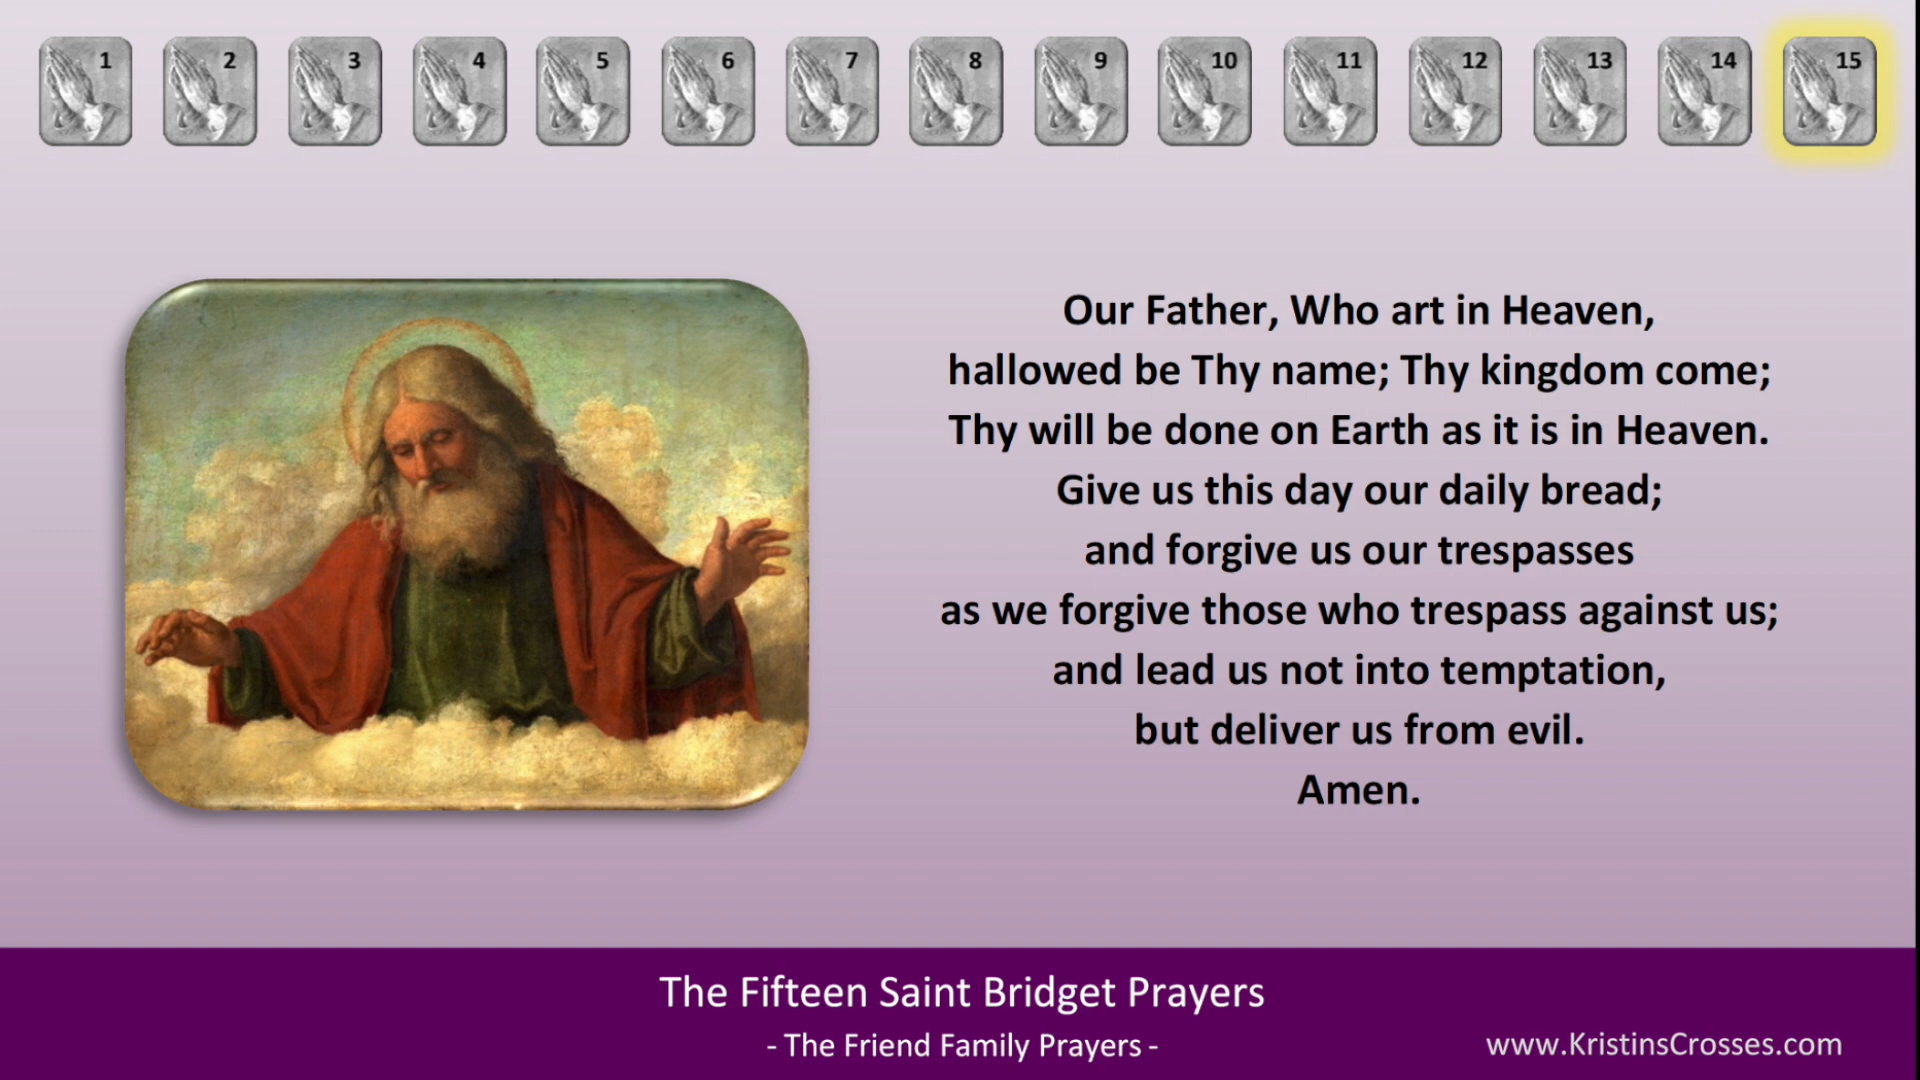 1 2 3 4 5 6 7 8 9 10 11 12 13 14 15
Our Father, Who art in Heaven,
hallowed be Thy name; Thy kingdom come;
Thy will be done on Earth as it is in Heaven.
Give us this day our daily bread;
and forgive us our trespasses
as we forgive those who trespass against us;
and lead us not into temptation,
but deliver us from evil.
Amen.
The Fifteen Saint Bridget Prayers
- The Friend Family Prayers -
www.KristinsCrosses.com